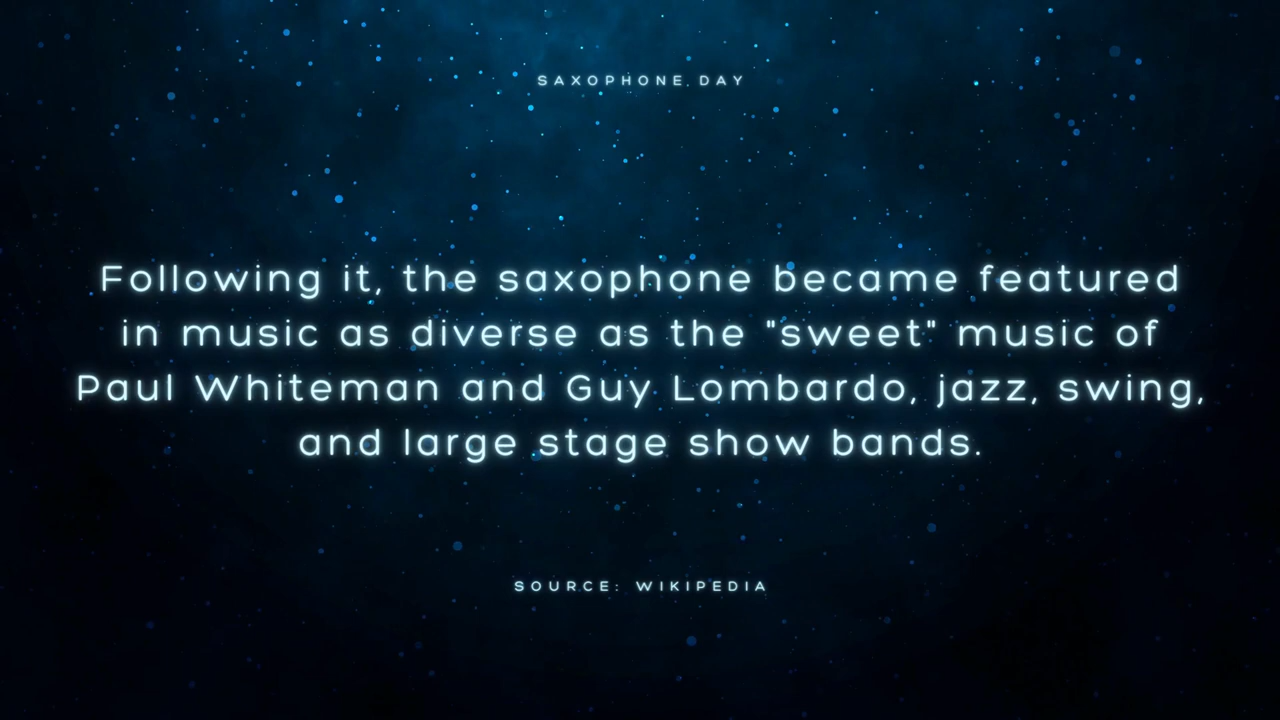 SAXOPHONE DAY
Following it, the saxophone became featured
in music as diverse as the "sweet" music of
Paul Whiteman and Guy Lombardo, jazz, swing,
and large stage show bands.
SOURCE: WIKIPEDIA